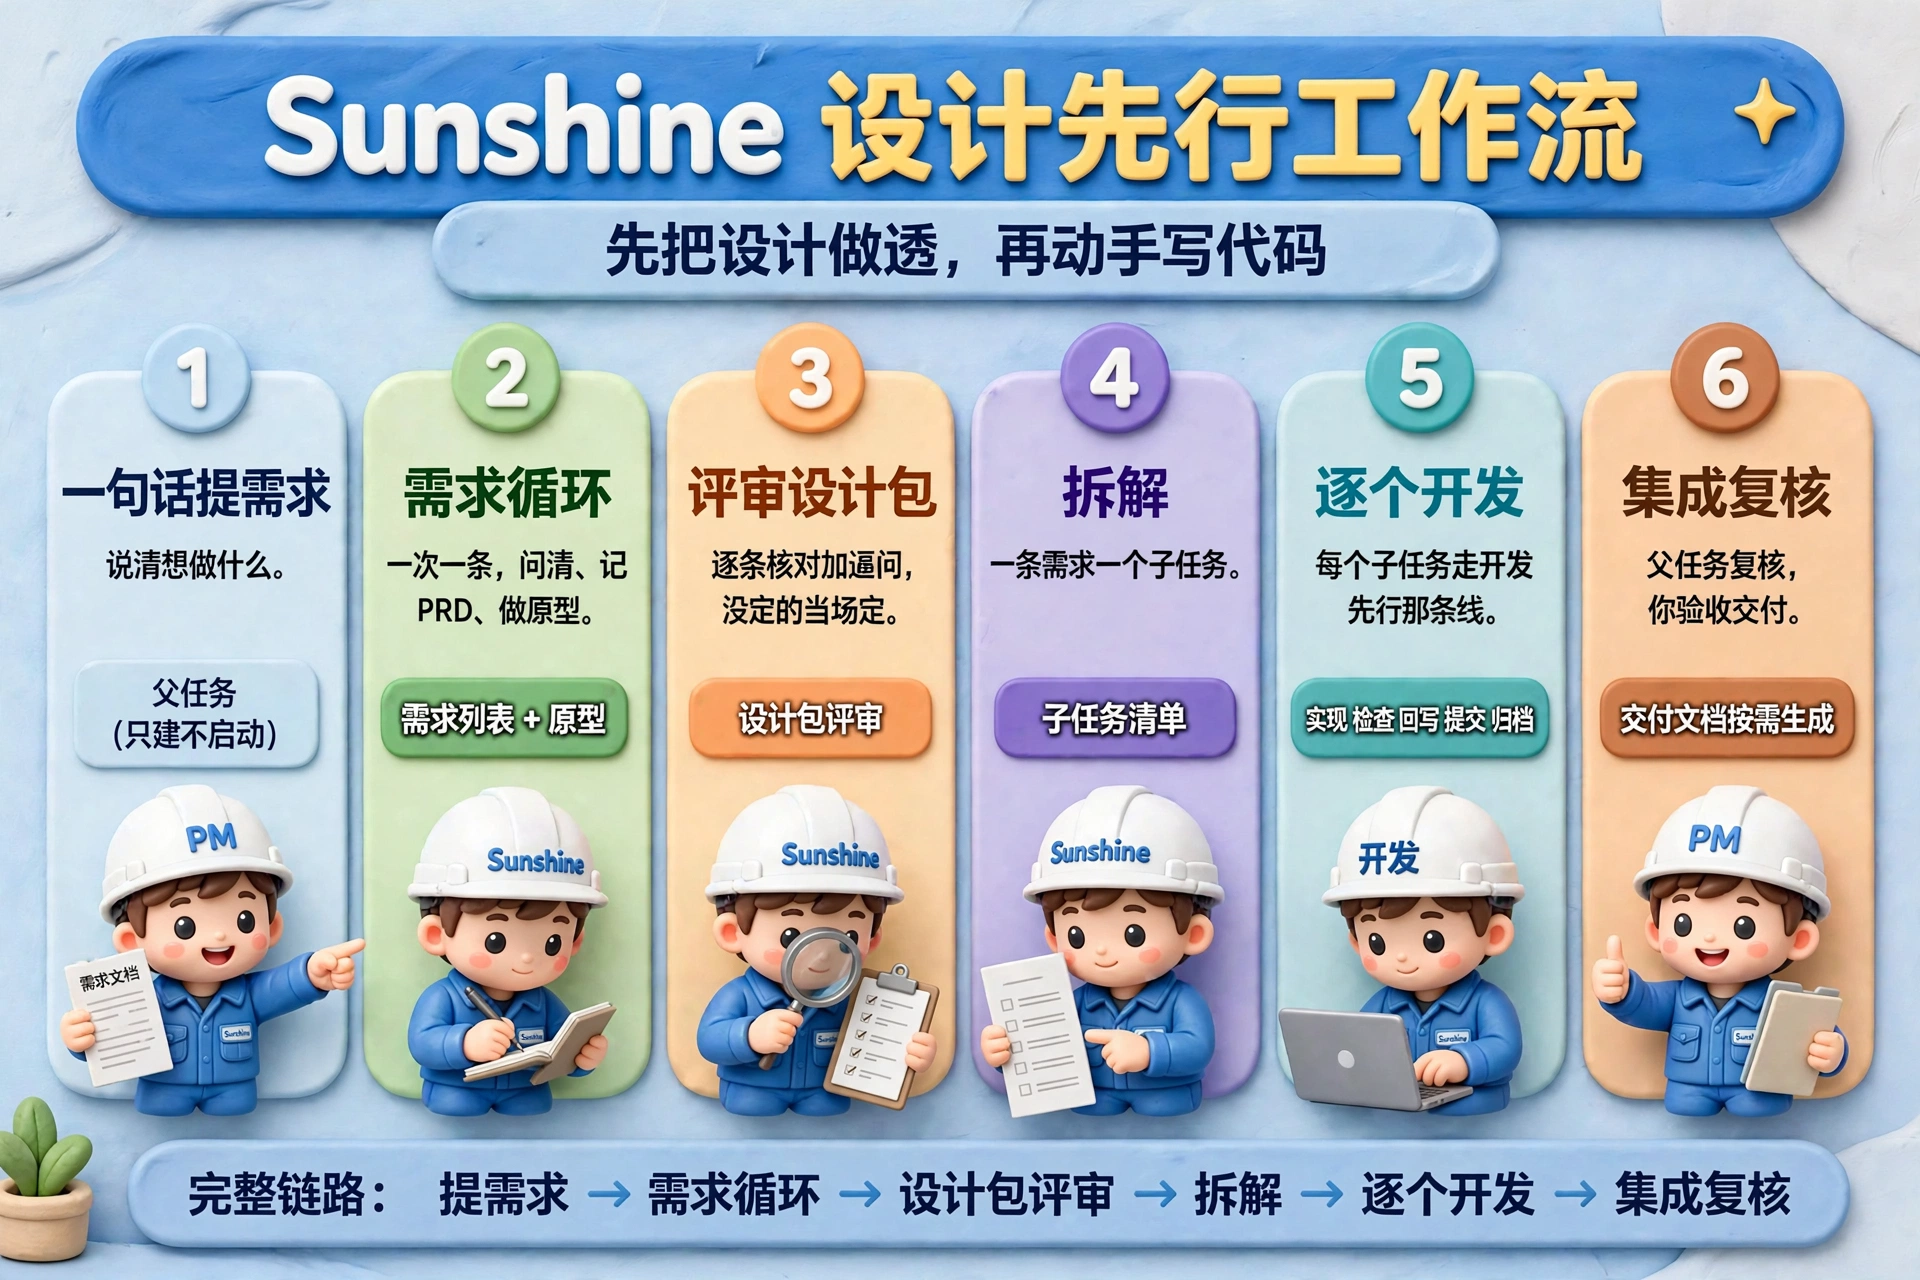 Sunshine 设计先行工作流
先把设计做透，再动手写代码
1
一句话提需求
说清想做什么。
父任务
（只建不启动）
PM
需求文档
Sunshine
2
需求循环
一次一条，问清、记
PRD、做原型。
需求列表 + 原型
Sunshine
Sunshine
3
评审设计包
逐条核对加逼问，
没定的当场定。
设计包评审
Sunshine
4
拆解
一条需求一个子任务。
子任务清单
Sunshine
5
逐个开发
每个子任务走开发
先行那条线。
实现 检查 回写 提交 归档
开发
Sunshine
6
集成复核
父任务复核，
你验收交付。
交付文档按需生成
PM
完整链路： 提需求 → 需求循环 → 设计包评审 → 拆解 → 逐个开发 → 集成复核